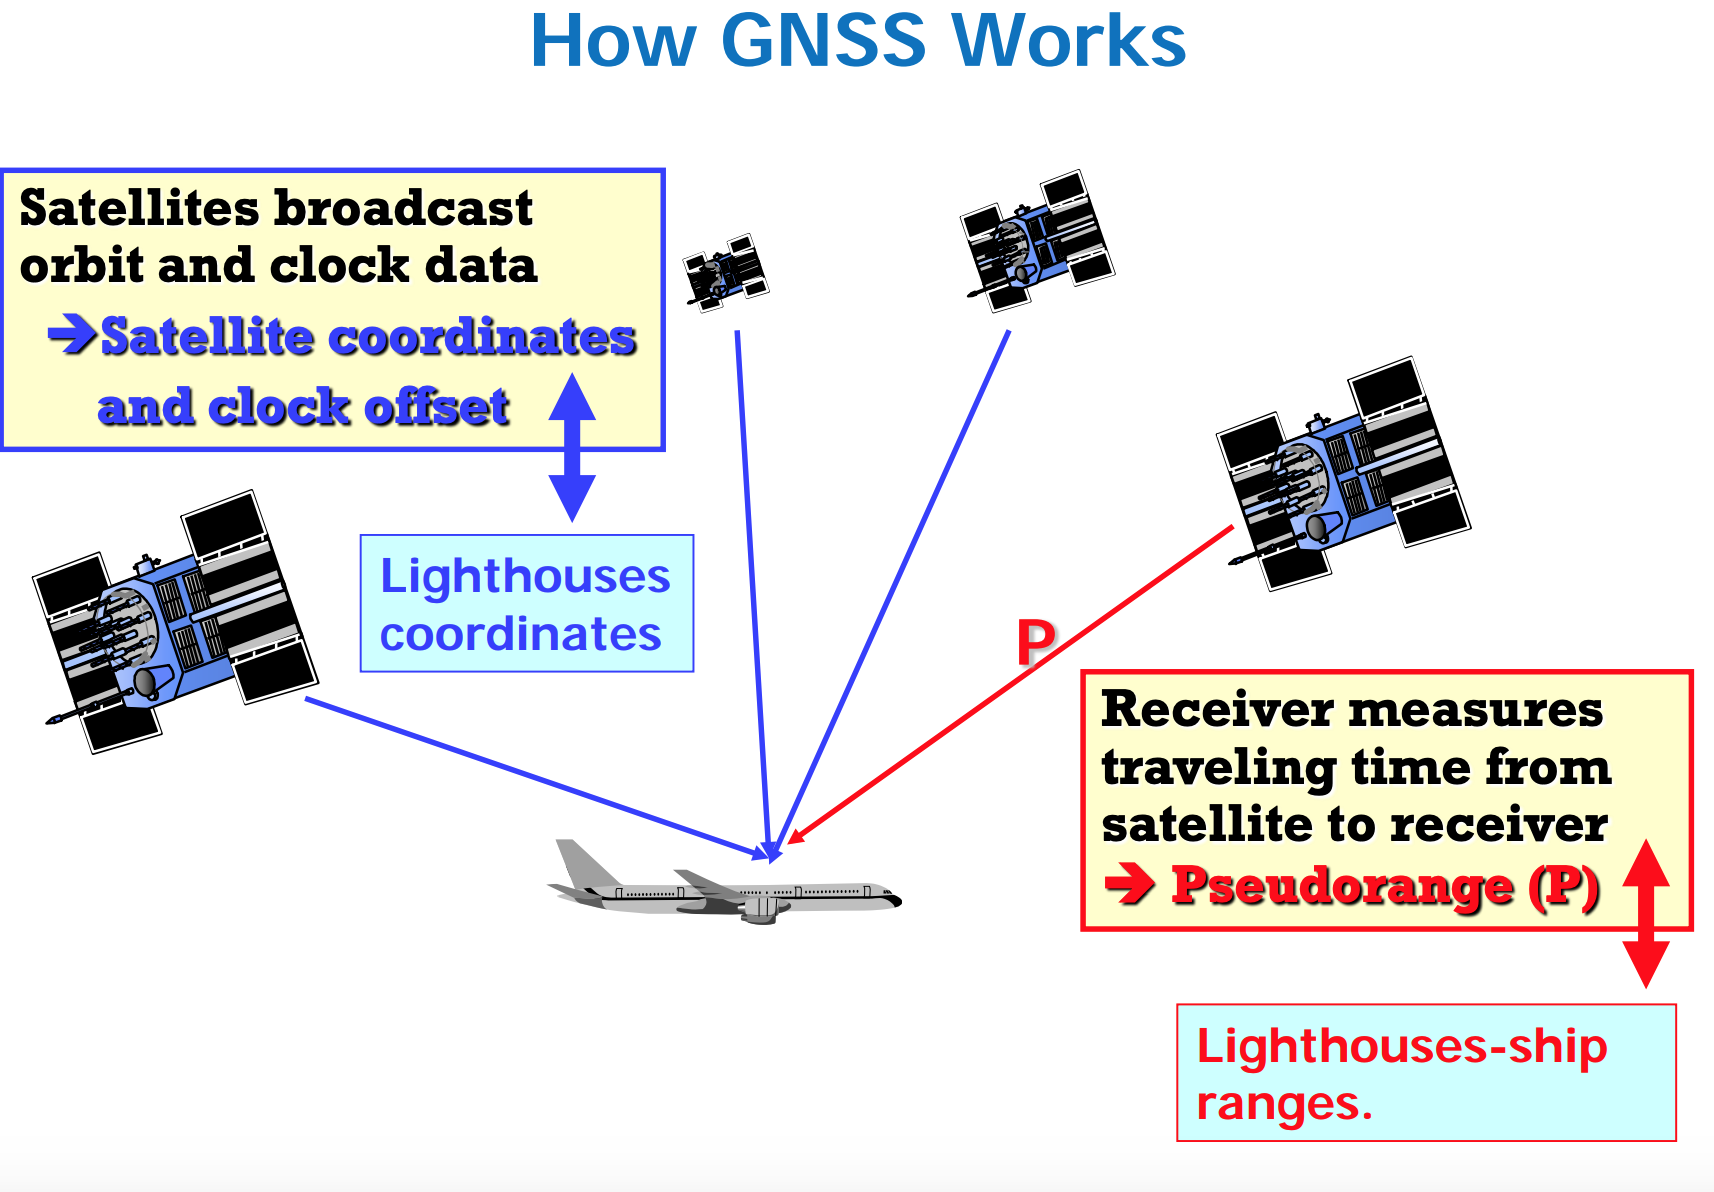 How GNSS Works
Satellites broadcast
orbit and clock data
➔Satellite coordinates
and clock offset
Lighthouses
coordinates
P
Receiver measures
traveling time from
satellite to receiver
➔ Pseudorange (P)
Lighthouses-ship
ranges.